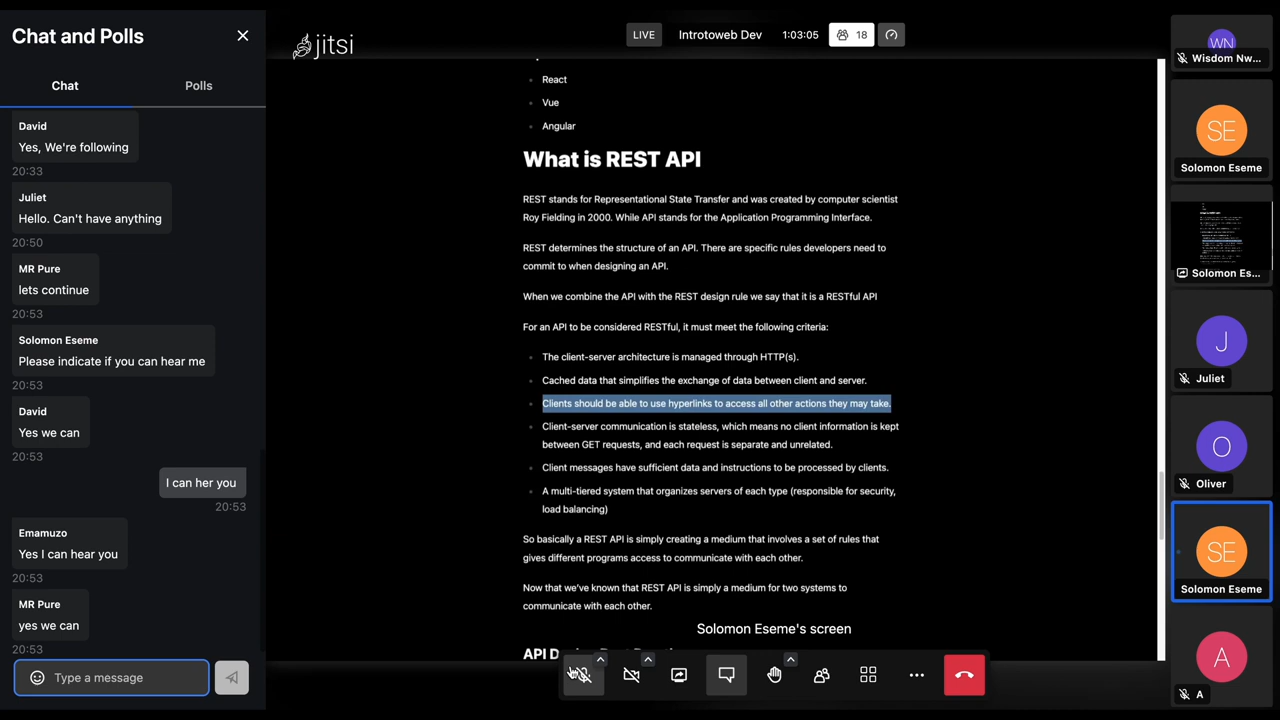 Chat and Polls
Chat
Polls
David
Yes, We're following
20:33
Juliet
Hello. Can't have anything
20:50
MR Pure
lets continue
20:53
Solomon Eseme
Please indicate if you can hear me
20:53
David
Yes we can
20:53
I can her you
20:53
Emamuzo
Yes I can hear you
20:53
MR Pure
yes we can
20:53
Type a message
jitsi
LIVE
Introtoweb Dev
1:03:05
18
React
Vue
Angular
What is REST API
REST stands for Representational State Transfer and was created by computer scientist
Roy Fielding in 2000. While API stands for the Application Programming Interface.
REST determines the structure of an API. There are specific rules developers need to
commit to when designing an API.
When we combine the API with the REST design rule we say that it is a RESTful API
For an API to be considered RESTful, it must meet the following criteria:
The client-server architecture is managed through HTTP(s).
Cached data that simplifies the exchange of data between client and server.
Clients should be able to use hyperlinks to access all other actions they may take.
Client-server communication is stateless, which means no client information is kept
between GET requests, and each request is separate and unrelated.
Client messages have sufficient data and instructions to be processed by clients.
A multi-tiered system that organizes servers of each type (responsible for security,
load balancing)
So basically a REST API is simply creating a medium that involves a set of rules that
gives different programs access to communicate with each other.
Now that we've known that REST API is simply a medium for two systems to
communicate with each other.
Solomon Eseme's screen
WN
Wisdom Nw...
SE
Solomon Eseme
Solomon Es...
J
Juliet
O
Oliver
SE
Solomon Eseme
A
A